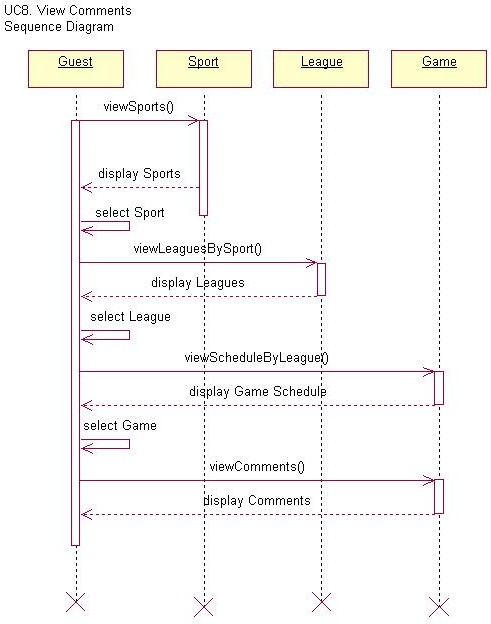 UC8. View Comments
Sequence Diagram
Guest
Sport
League
Game
viewSports()
display Sports
select Sport
viewLeaguesBySport()
display Leagues
select League
viewScheduleByLeague()
display Game Schedule
select Game
viewComments()
display Comments